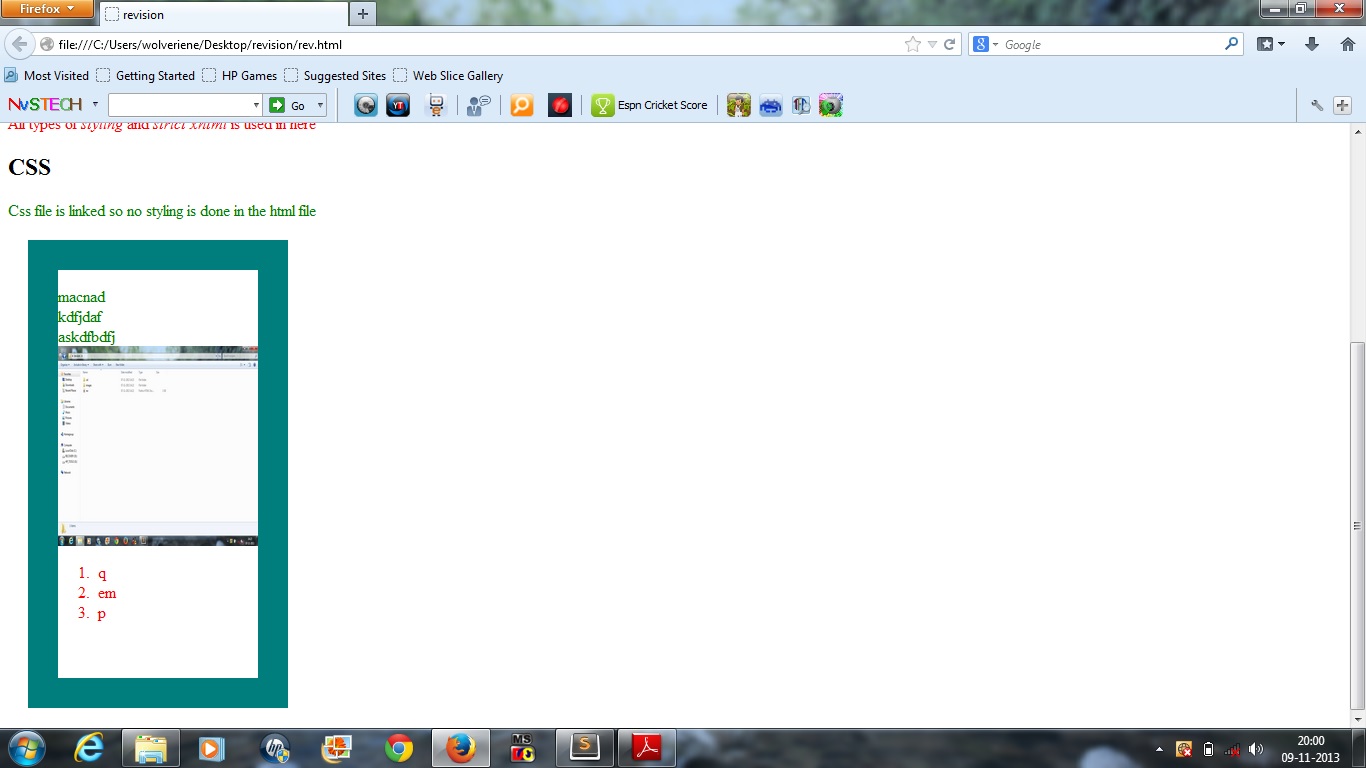 Firefox
revision
file:///C:/Users/wolveriene/Desktop/revision/rev.html
Google
Most Visited Getting Started HP Games Suggested Sites Web Slice Gallery
NvSTECH Go YT Espn Cricket Score
All types of styling and strict xhtml is used in here
CSS
Css file is linked so no styling is done in the html file
macnad
kdfjdaf
askdfbdfj
1. q
2. em
3. p
MS
20:00
09-11-2013